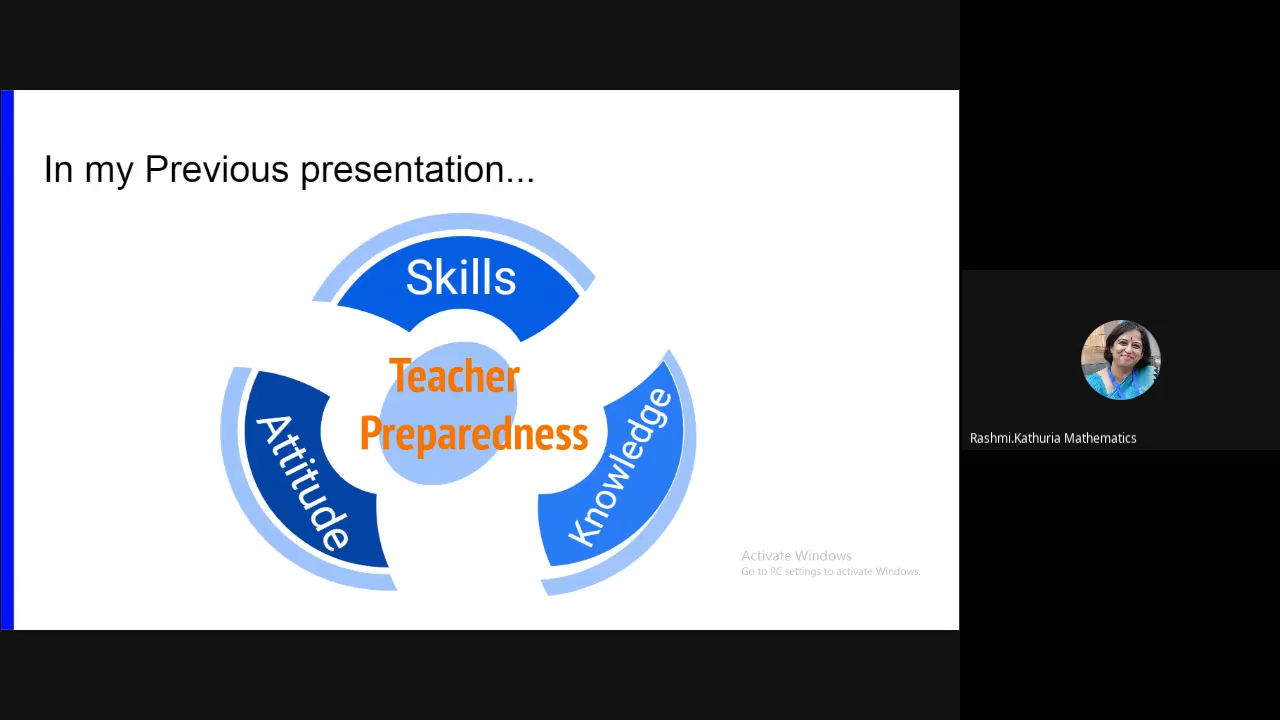 In my Previous presentation...
Skills
Teacher
Preparedness
Attitude
Knowledge
Activate Windows
Go to PC settings to activate Windows.
Rashmi.Kathuria Mathematics